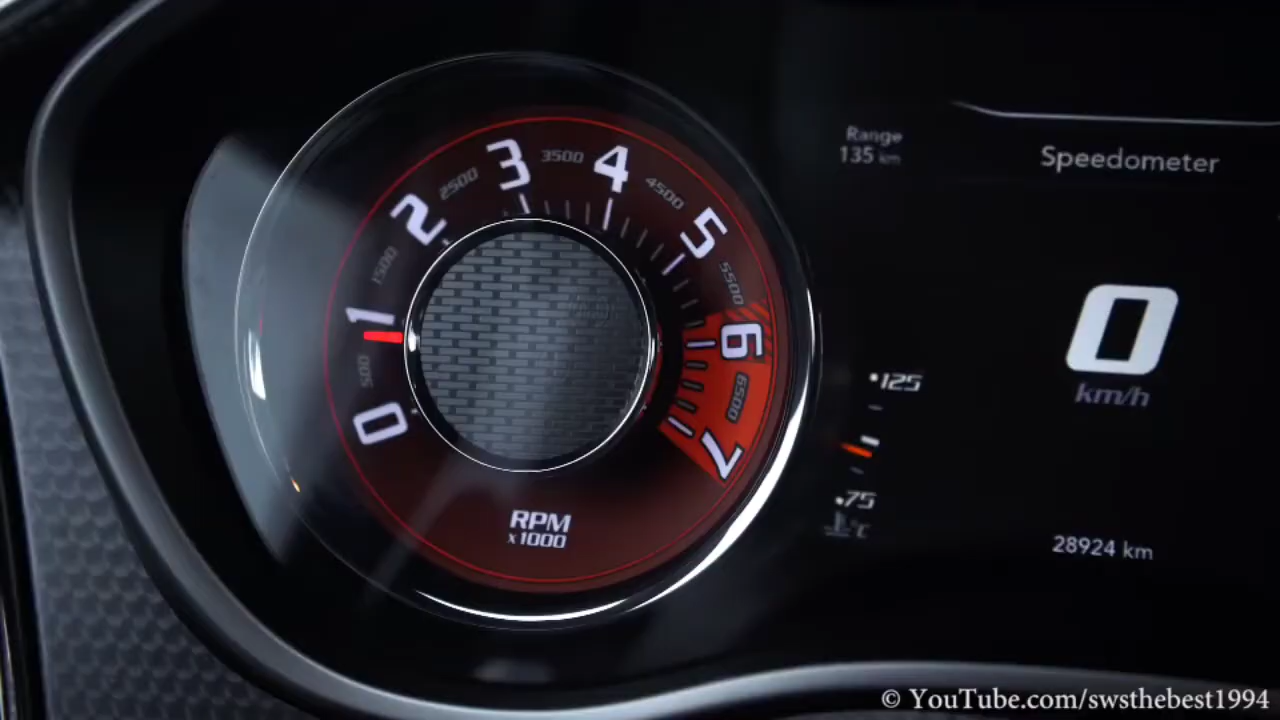 Range
135 km
Speedometer
0
500
1
1500
2
2500
3
3500
4
4500
5
5500
6
6500
7
RPM
x1000
125
75
°C
0
km/h
28924 km
© YouTube.com/swsthebest1994